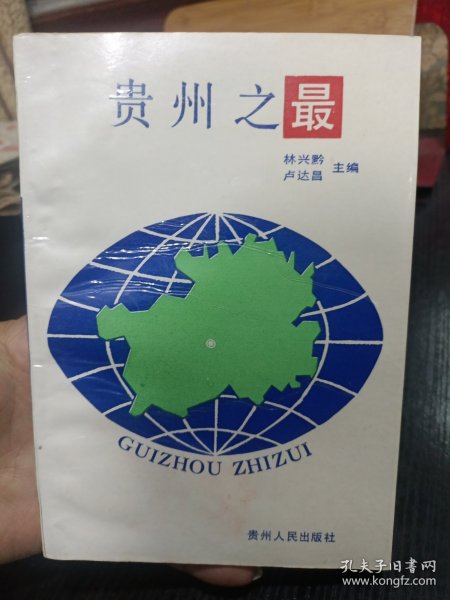 贵州之最
林兴黔
卢达昌
主编
GUIZHOU ZHIZUI
贵州人民出版社
孔夫子旧书网
www.kongfz.com